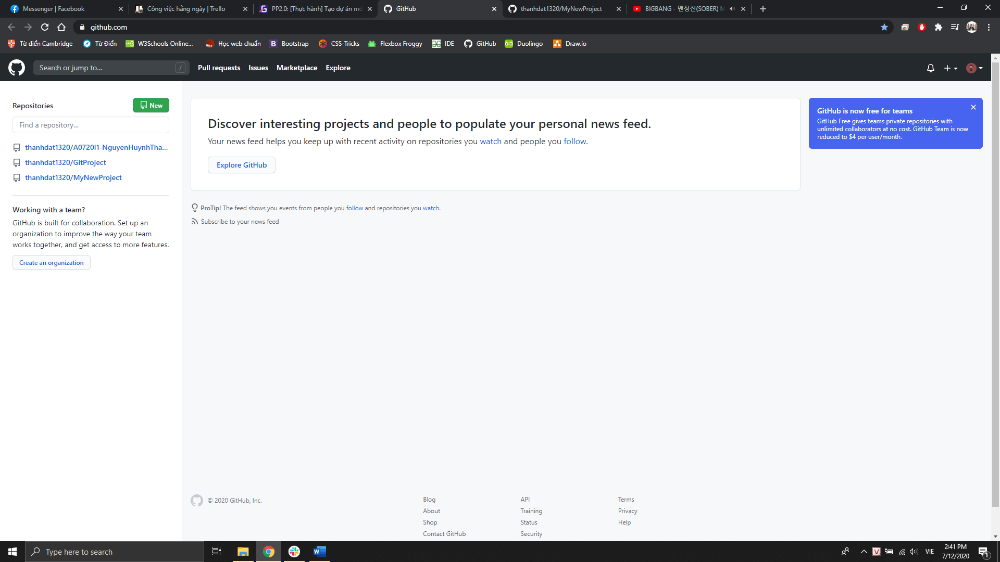 Messenger | Facebook
Công việc hằng ngày | Trello
PP2.0: [Thực hành] Tạo dự án mớ
GitHub
thanhdat1320/MyNewProject
BIGBANG - 맨정신(SOBER) M
github.com
Từ điển Cambridge
Từ Điển
W3Schools Online...
Học web chuẩn
Bootstrap
CSS-Tricks
Flexbox Froggy
IDE
GitHub
Duolingo
Draw.io
Search or jump to...
/
Pull requests
Issues
Marketplace
Explore
Repositories
New
Find a repository...
thanhdat1320/A0720I1-NguyenHuynhTha...
thanhdat1320/GitProject
thanhdat1320/MyNewProject
Working with a team?
GitHub is built for collaboration. Set up an
organization to improve the way your team
works together, and get access to more features.
Create an organization
Discover interesting projects and people to populate your personal news feed.
Your news feed helps you keep up with recent activity on repositories you watch and people you follow.
Explore GitHub
ProTip! The feed shows you events from people you follow and repositories you watch.
Subscribe to your news feed
GitHub is now free for teams
GitHub Free gives teams private repositories with
unlimited collaborators at no cost. GitHub Team is now
reduced to $4 per user/month.
© 2020 GitHub, Inc.
Blog
About
Shop
Contact GitHub
API
Training
Status
Security
Terms
Privacy
Help
Type here to search
VIE
2:41 PM
7/12/2020
1